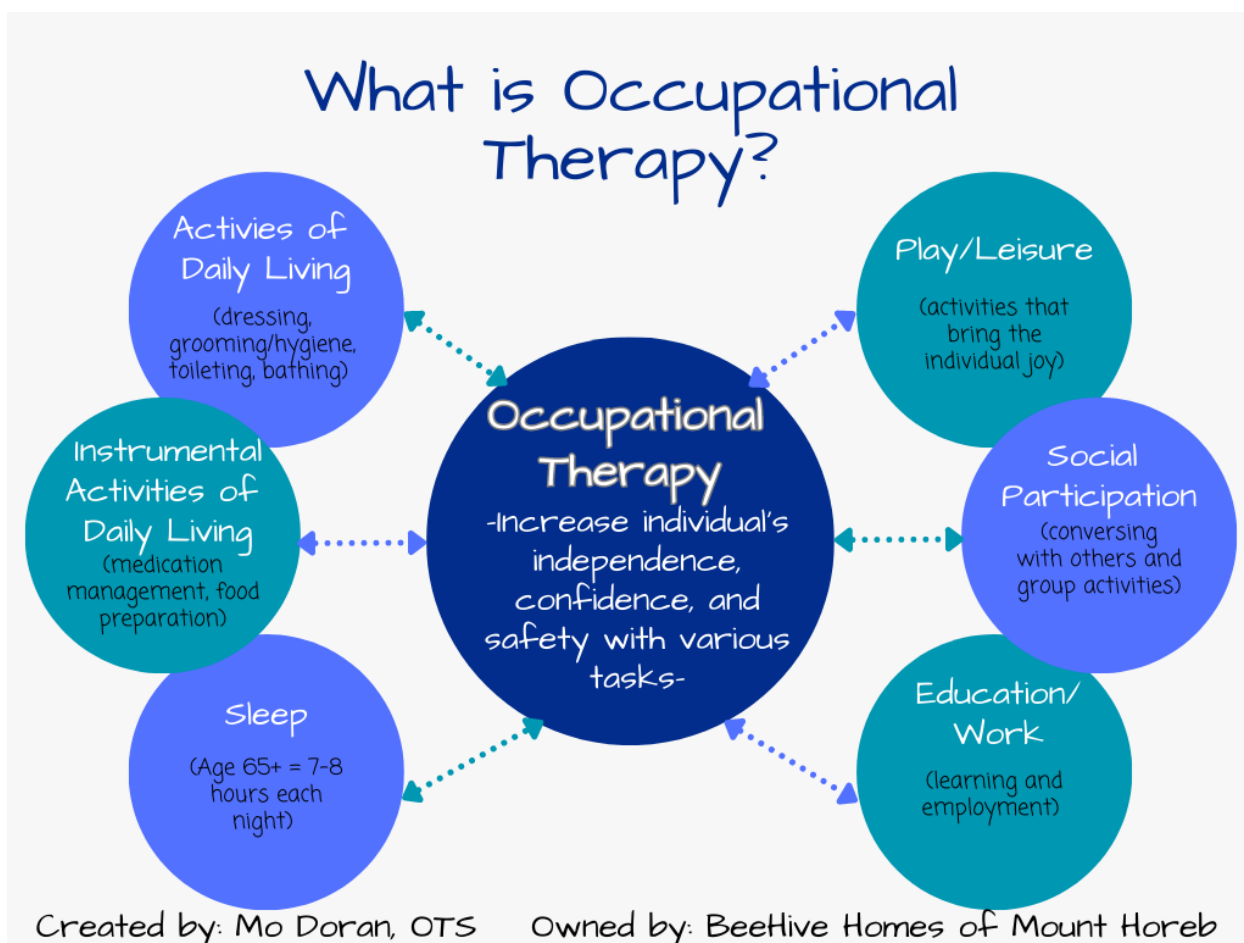 What is Occupational
Therapy?
Activies of
Daily Living
(dressing,
grooming/hygiene,
toileting, bathing)
Instrumental
Activities of
Daily Living
(medication
management, food
preparation)
Sleep
(Age 65+ = 7-8
hours each
night)
Occupational
Therapy
-Increase individual's
independence,
confidence, and
safety with various
tasks-
Play/Leisure
(activities that
bring the
individual joy)
Social
Participation
(conversing
with others and
group activities)
Education/
Work
(learning and
employment)
Created by: Mo Doran, OTS
Owned by: BeeHive Homes of Mount Horeb